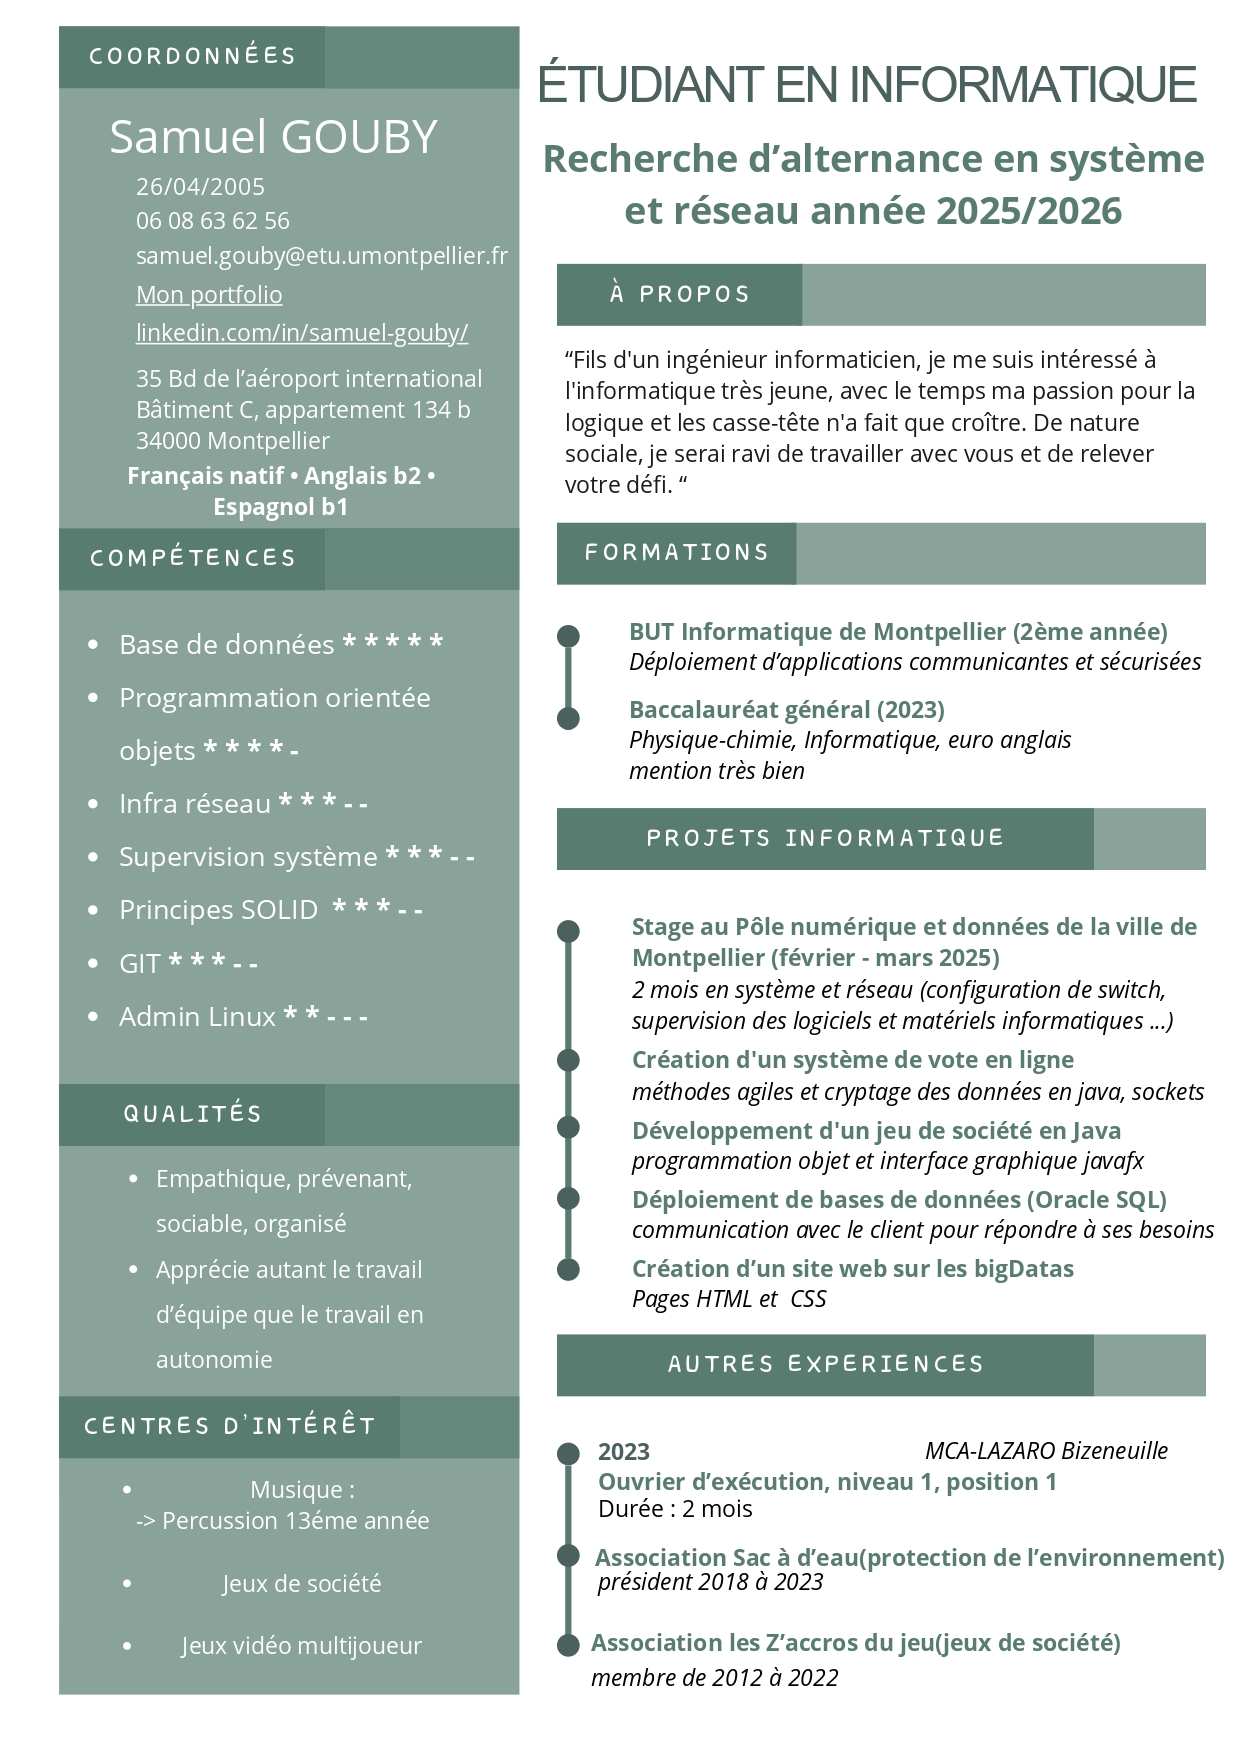 COORDONNÉES
Samuel GOUBY
26/04/2005
06 08 63 62 56
samuel.gouby@etu.umontpellier.fr
Mon portfolio
linkedin.com/in/samuel-gouby/
35 Bd de l’aéroport international
Bâtiment C, appartement 134 b
34000 Montpellier
Français natif • Anglais b2 •
Espagnol b1
COMPÉTENCES
• Base de données * * * * *
• Programmation orientée
objets * * * * -
• Infra réseau * * * - -
• Supervision système * * * - -
• Principes SOLID * * * - -
• GIT * * * - -
• Admin Linux * * - - -
QUALITÉS
• Empathique, prévenant,
sociable, organisé
• Apprécie autant le travail
d’équipe que le travail en
autonomie
CENTRES D’INTÉRÊT
• Musique :
-> Percussion 13éme année
• Jeux de société
• Jeux vidéo multijoueur
ÉTUDIANT EN INFORMATIQUE
Recherche d’alternance en système
et réseau année 2025/2026
À PROPOS
“Fils d'un ingénieur informaticien, je me suis intéressé à
l'informatique très jeune, avec le temps ma passion pour la
logique et les casse-tête n'a fait que croître. De nature
sociale, je serai ravi de travailler avec vous et de relever
votre défi. “
FORMATIONS
BUT Informatique de Montpellier (2ème année)
Déploiement d’applications communicantes et sécurisées
Baccalauréat général (2023)
Physique-chimie, Informatique, euro anglais
mention très bien
PROJETS INFORMATIQUE
Stage au Pôle numérique et données de la ville de
Montpellier (février - mars 2025)
2 mois en système et réseau (configuration de switch,
supervision des logiciels et matériels informatiques ...)
Création d'un système de vote en ligne
méthodes agiles et cryptage des données en java, sockets
Développement d'un jeu de société en Java
programmation objet et interface graphique javafx
Déploiement de bases de données (Oracle SQL)
communication avec le client pour répondre à ses besoins
Création d’un site web sur les bigDatas
Pages HTML et CSS
AUTRES EXPERIENCES
2023 MCA-LAZARO Bizeneuille
Ouvrier d’exécution, niveau 1, position 1
Durée : 2 mois
Association Sac à d’eau(protection de l’environnement)
président 2018 à 2023
Association les Z’accros du jeu(jeux de société)
membre de 2012 à 2022